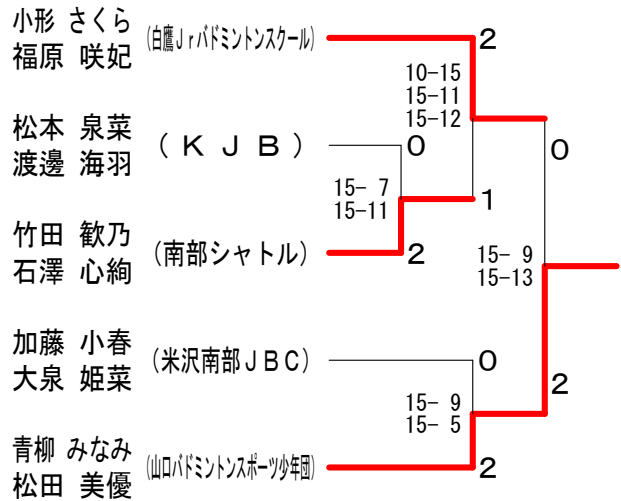 小形 さくら
福原 咲妃
(白鷹Jrバドミントンスクール)
2
10-15
15-11
15-12
松本 泉菜
渡邊 海羽
(KJB)
0
0
15- 7
15-11
1
竹田 歓乃
石澤 心絢
(南部シャトル)
2
15- 9
15-13
加藤 小春
大泉 姫菜
(米沢南部JBC)
0
2
15- 9
15- 5
青柳 みなみ
松田 美優
(山口バドミントンスポーツ少年団)
2